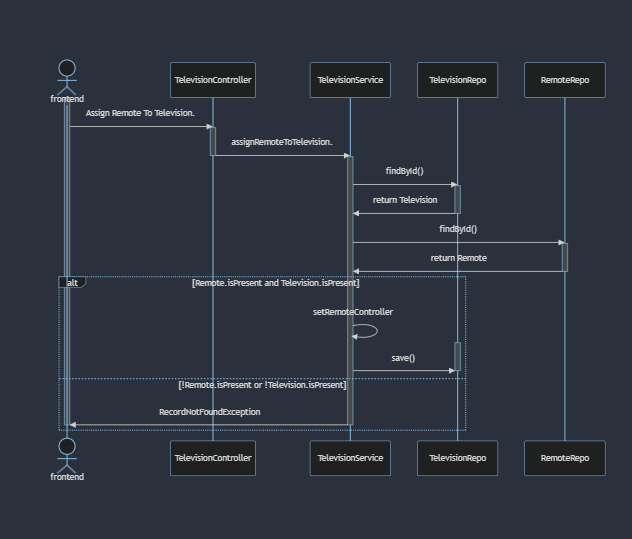 TelevisionController
TelevisionService
TelevisionRepo
RemoteRepo
frontend
Assign Remote To Television.
assignRemoteToTelevision.
findById()
return Television
findById()
return Remote
alt
[Remote.isPresent and Television.isPresent]
setRemoteController
save()
[!Remote.isPresent or !Television.isPresent]
RecordNotFoundException
TelevisionController
TelevisionService
TelevisionRepo
RemoteRepo
frontend